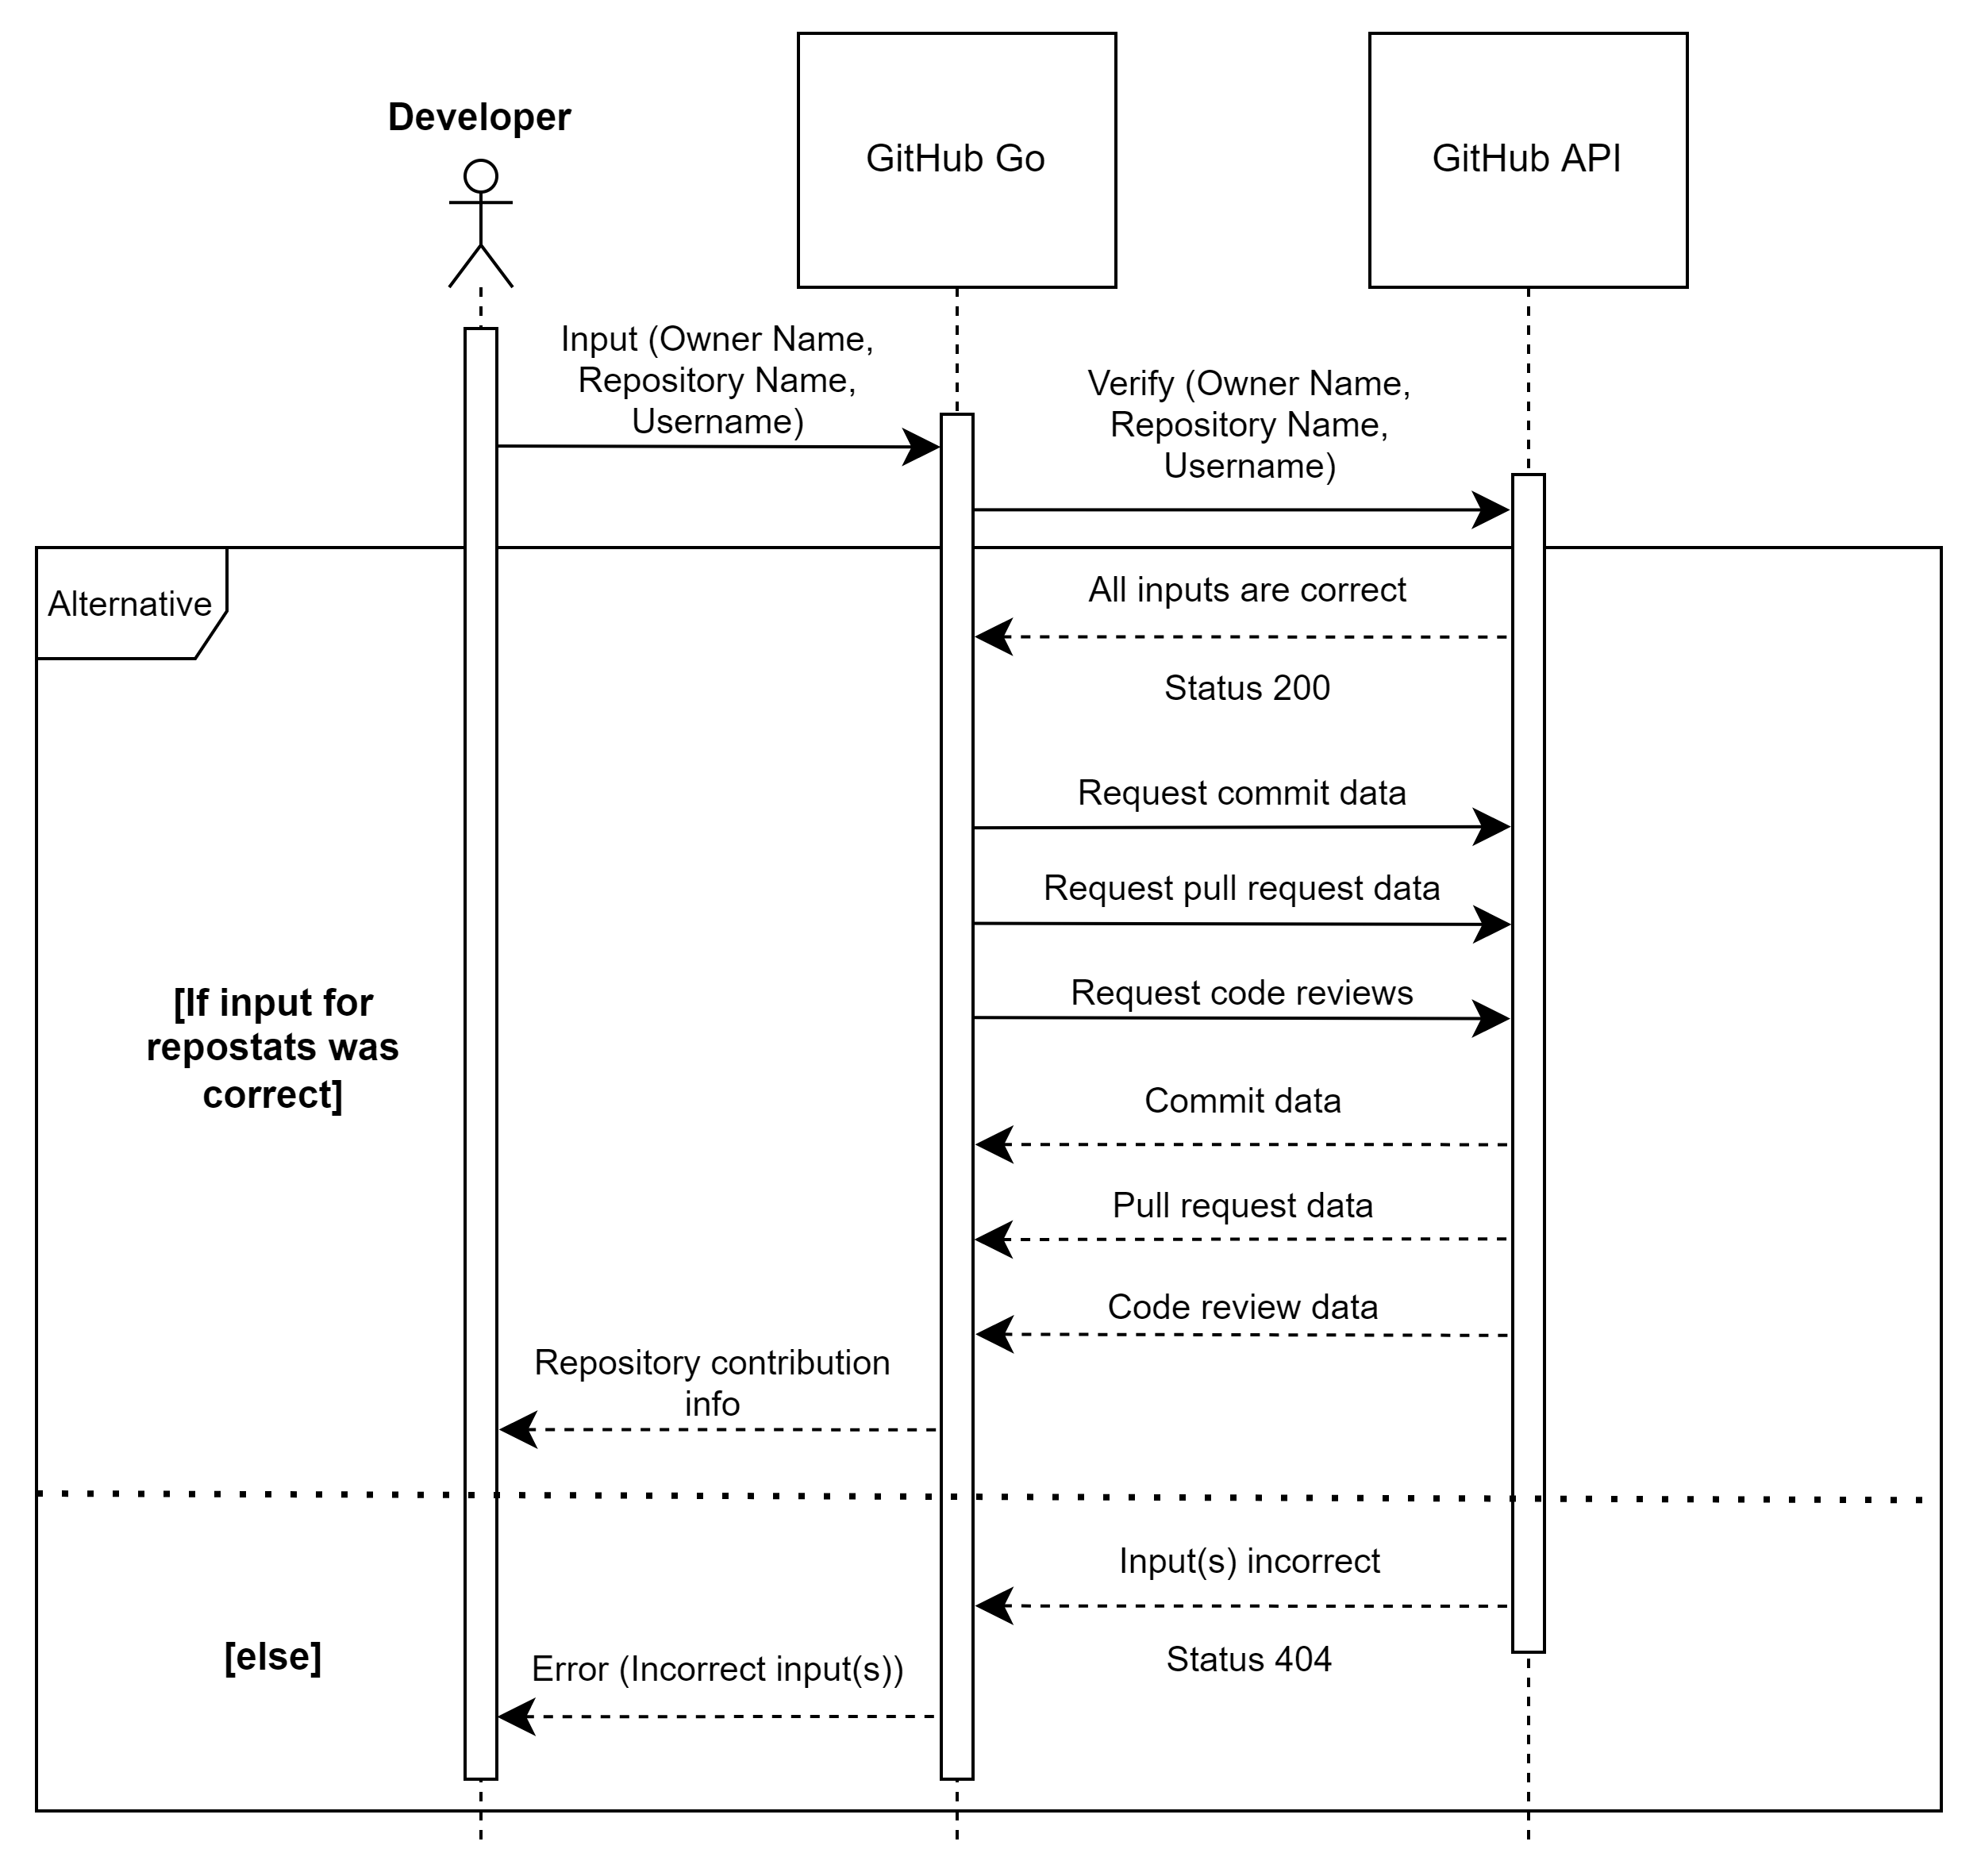 Developer
GitHub Go
GitHub API
Input (Owner Name,
Repository Name,
Username)
Verify (Owner Name,
Repository Name,
Username)
Alternative
All inputs are correct
Status 200
Request commit data
Request pull request data
Request code reviews
[If input for
repostats was
correct]
Commit data
Pull request data
Code review data
Repository contribution
info
Input(s) incorrect
[else]
Error (Incorrect input(s))
Status 404